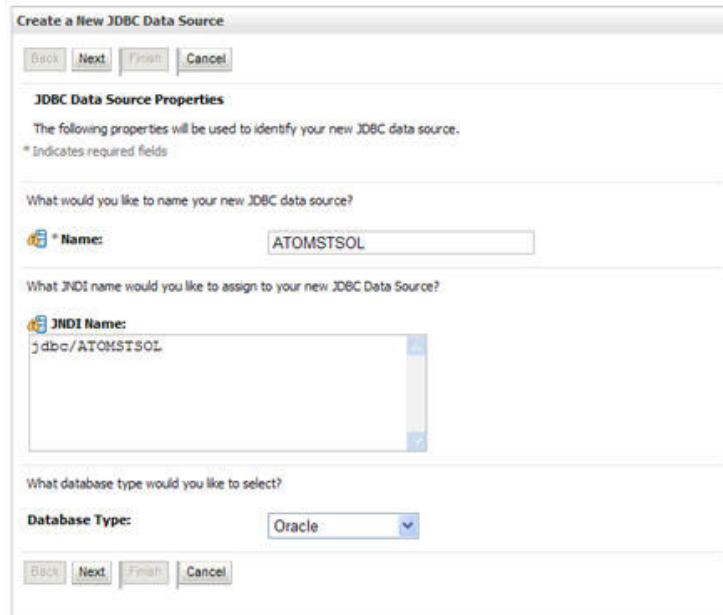 Create a New JDBC Data Source
Back Next Finish Cancel
JDBC Data Source Properties
The following properties will be used to identify your new JDBC data source.
* Indicates required fields
What would you like to name your new JDBC data source?
* Name: ATOMSTSOL
What JNDI name would you like to assign to your new JDBC Data Source?
JNDI Name:
jdbc/ATOMSTSOL
What database type would you like to select?
Database Type: Oracle
Back Next Finish Cancel